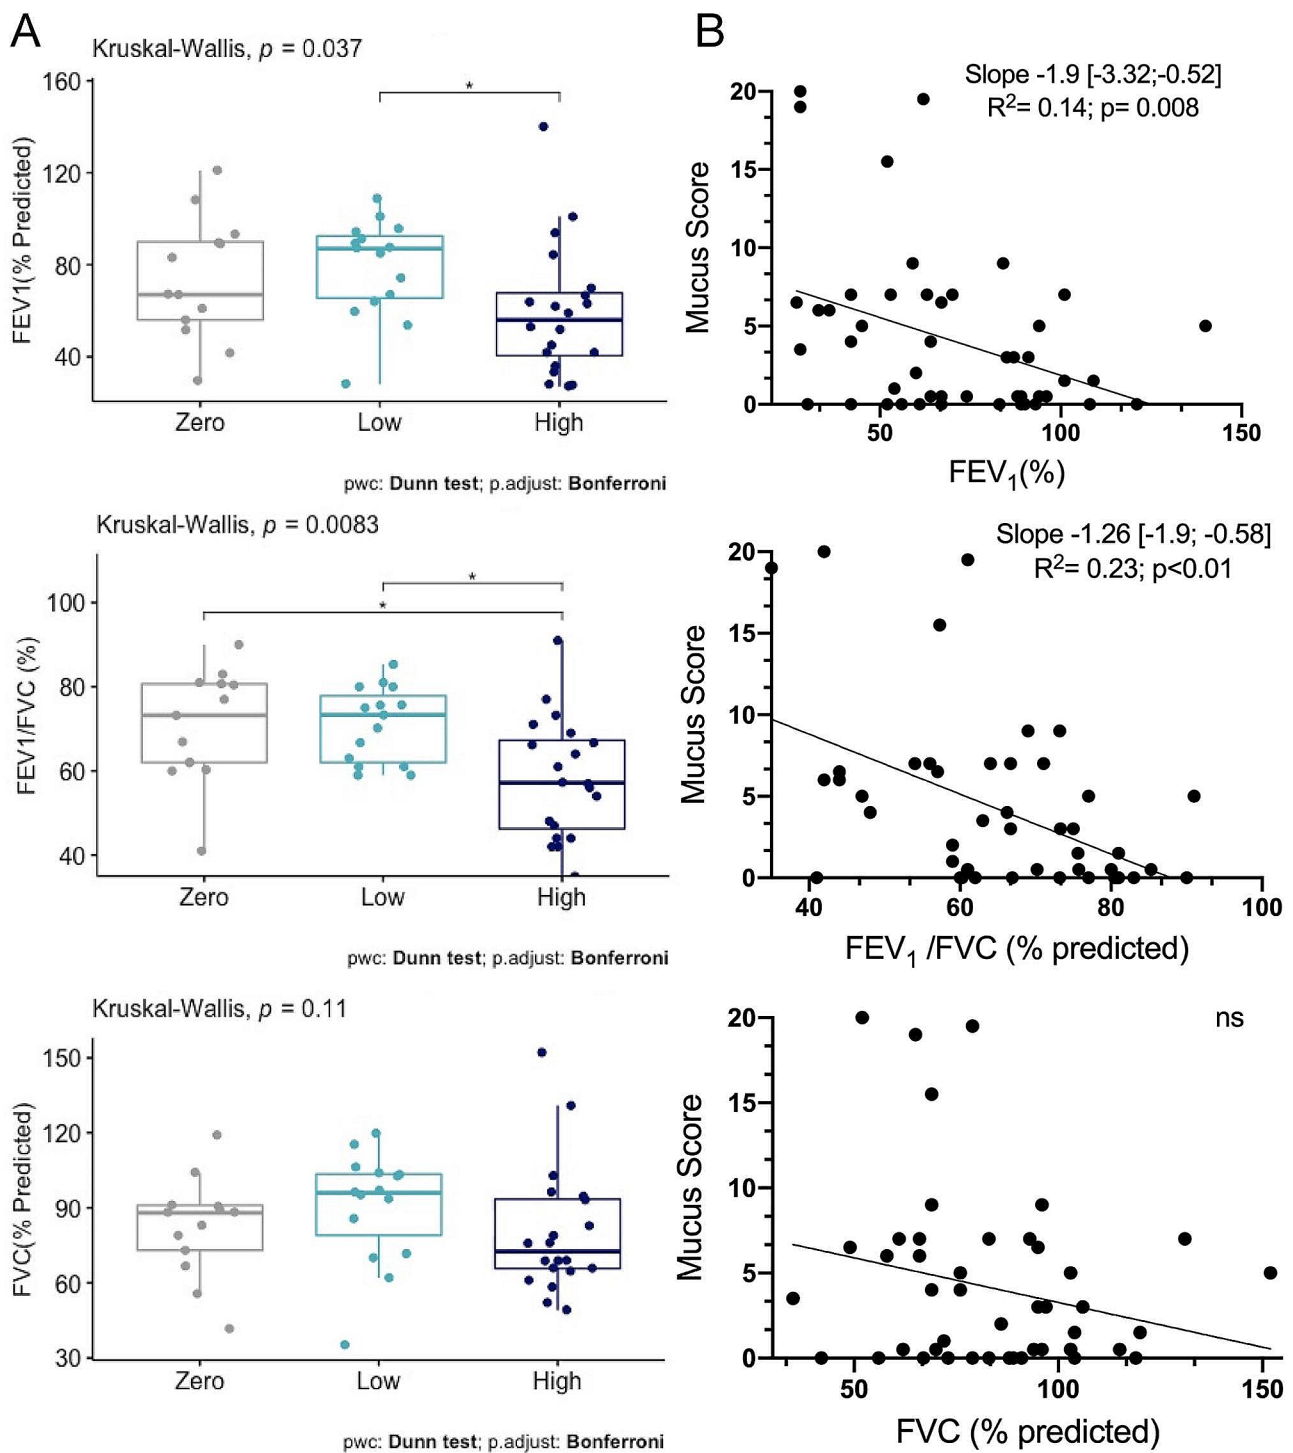 A
Kruskal-Wallis, p = 0.037
160
120
80
40
FEV1(% Predicted)
*
Zero
Low
High
pwc: Dunn test; p.adjust: Bonferroni
Kruskal-Wallis, p = 0.0083
100
80
60
40
FEV1/FVC (%)
*
*
Zero
Low
High
pwc: Dunn test; p.adjust: Bonferroni
Kruskal-Wallis, p = 0.11
150
120
90
60
30
FVC(% Predicted)
Zero
Low
High
pwc: Dunn test; p.adjust: Bonferroni
B
Slope -1.9 [-3.32;-0.52]
R²= 0.14; p= 0.008
20
15
10
5
0
Mucus Score
50
100
150
FEV₁(%)
Slope -1.26 [-1.9; -0.58]
R²= 0.23; p<0.01
20
15
10
5
0
Mucus Score
40
60
80
100
FEV₁ /FVC (% predicted)
ns
20
15
10
5
0
Mucus Score
50
100
150
FVC (% predicted)